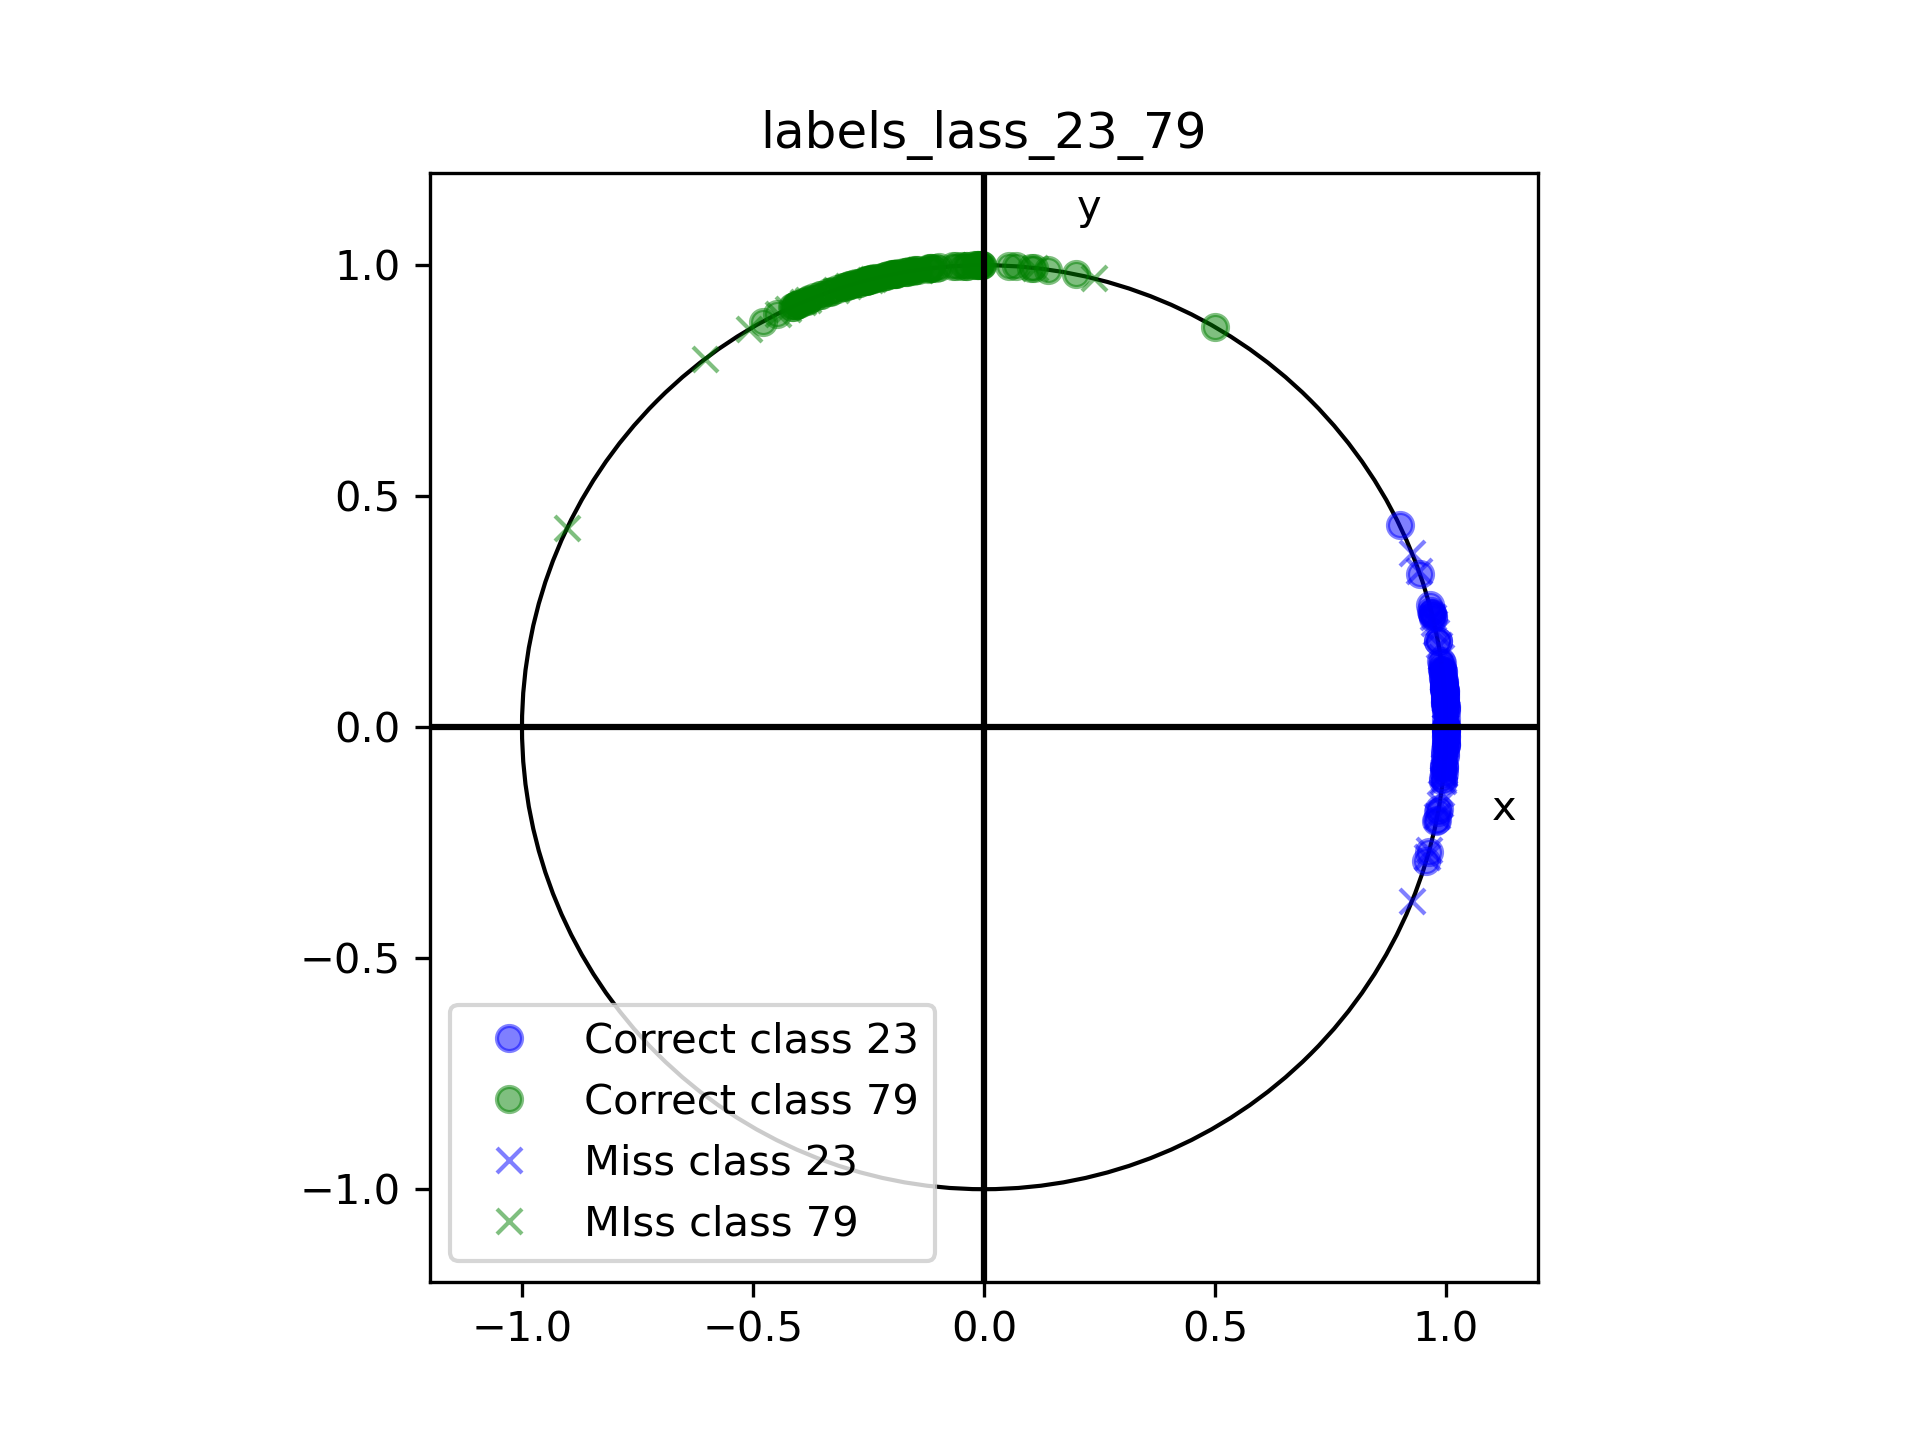 labels_lass_23_79
y
1.0
0.5
0.0
x
−0.5
−1.0
Correct class 23
Correct class 79
Miss class 23
MIss class 79
−1.0 −0.5 0.0 0.5 1.0